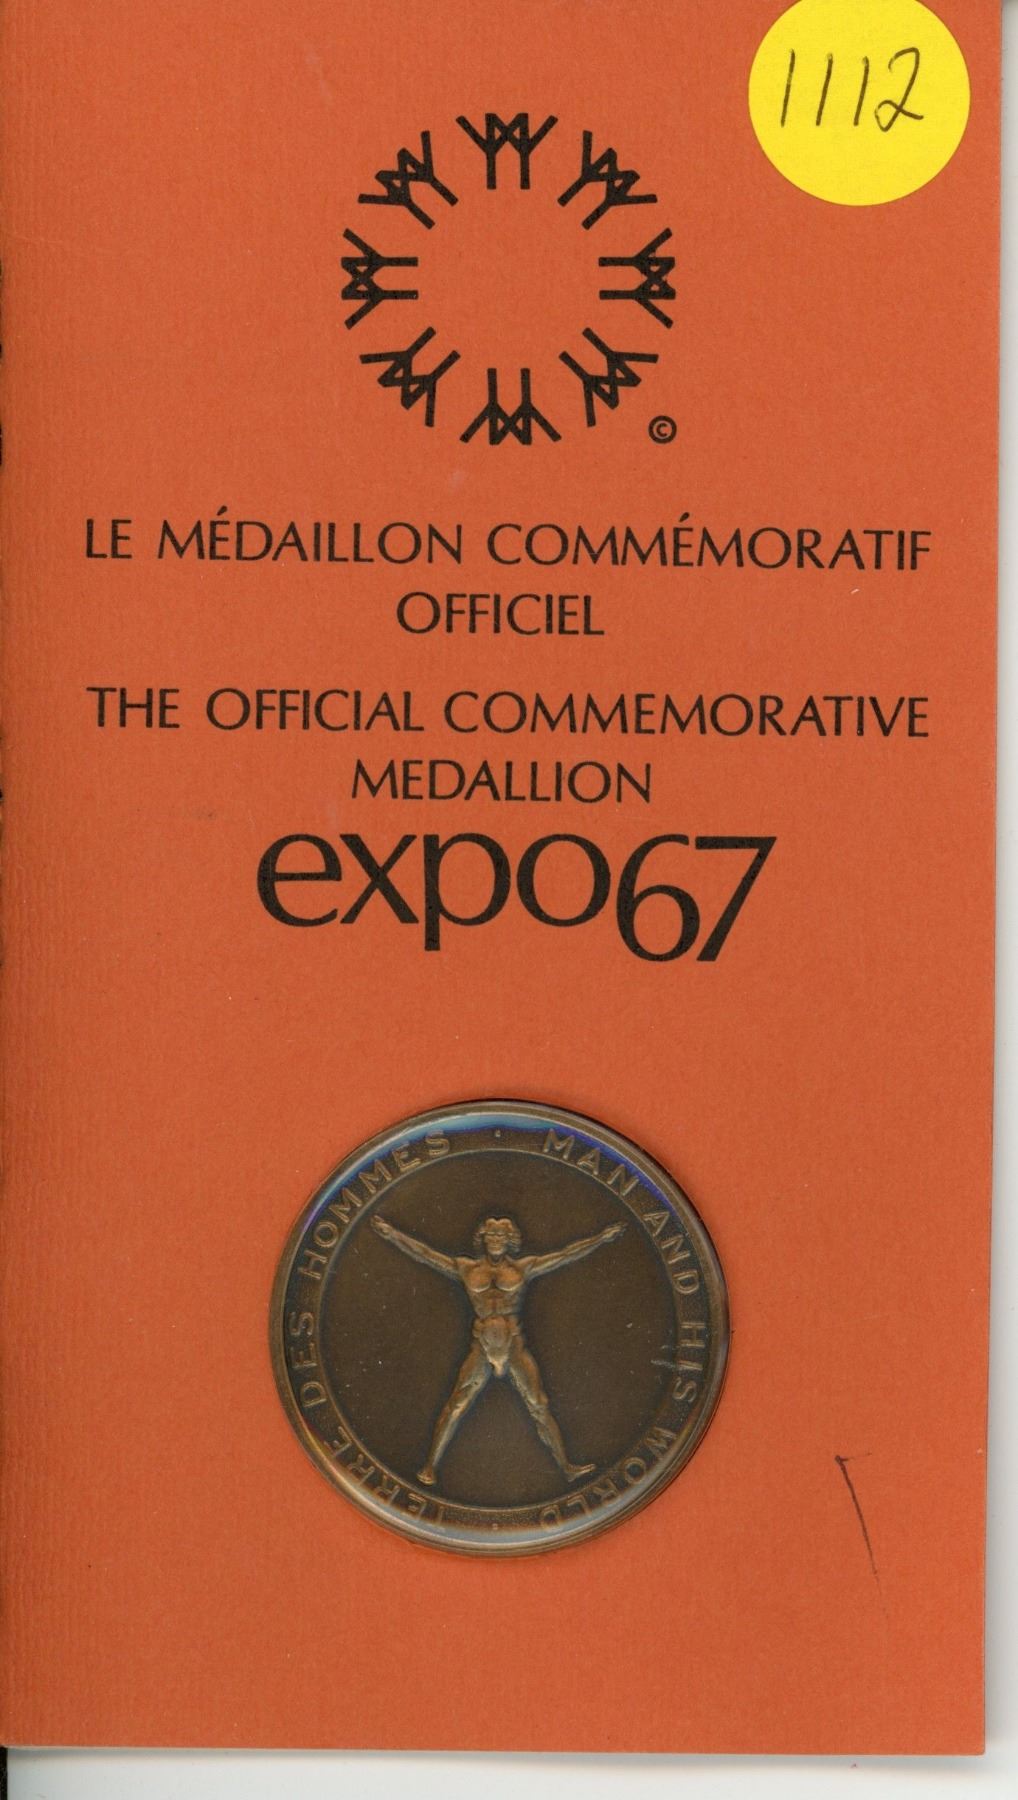 1112
©
LE MÉDAILLON COMMÉMORATIF
OFFICIEL
THE OFFICIAL COMMEMORATIVE
MEDALLION
expo67
TERRE DES HOMMES · MAN AND HIS WORLD ·